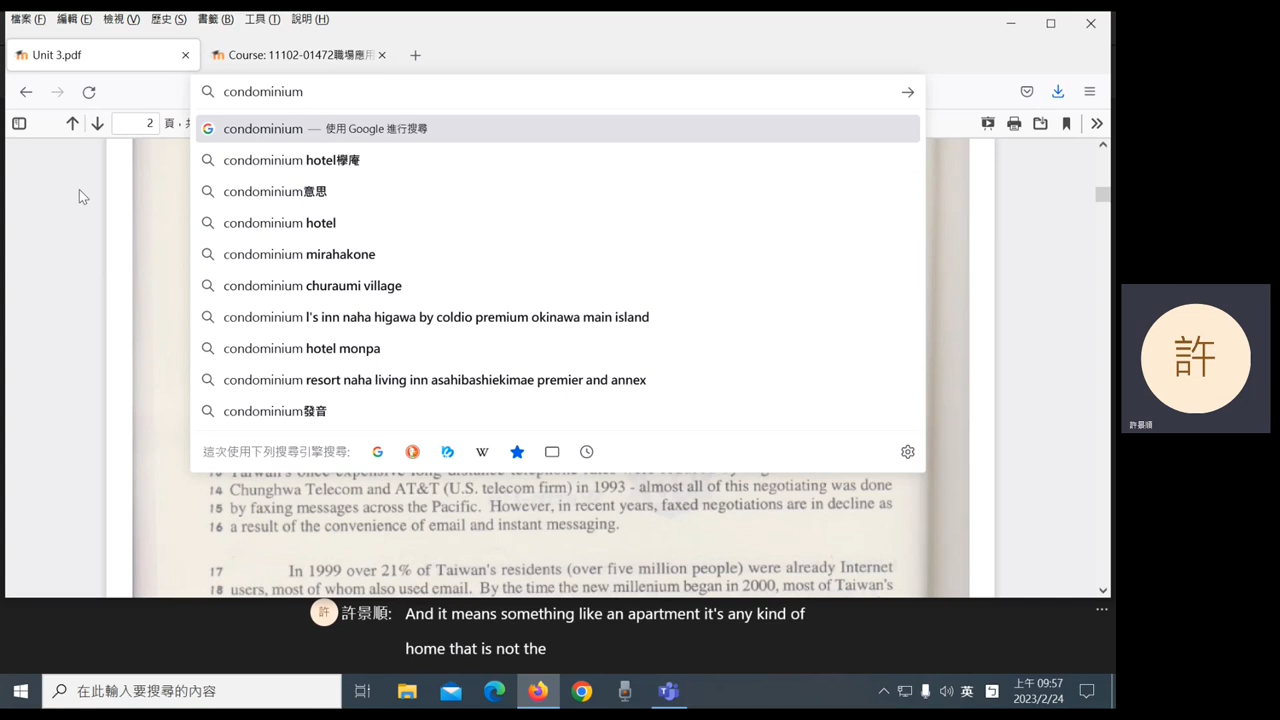 檔案 (F) 編輯 (E) 檢視 (V) 歷史 (S) 書籤 (B) 工具 (T) 說明 (H)
Unit 3.pdf
Course: 11102-01472職場應用
condominium
2 頁，共
condominium — 使用 Google 進行搜尋
condominium hotel欅庵
condominium意思
condominium hotel
condominium mirahakone
condominium churaumi village
condominium l's inn naha higawa by coldio premium okinawa main island
condominium hotel monpa
condominium resort naha living inn asahibashiekimae premier and annex
condominium發音
這次使用下列搜尋引擎搜尋:
14 Chunghwa Telecom and AT&T (U.S. telecom firm) in 1993 - almost all of this negotiating was done
15 by faxing messages across the Pacific. However, in recent years, faxed negotiations are in decline as
16 a result of the convenience of email and instant messaging.
17 In 1999 over 21% of Taiwan's residents (over five million people) were already Internet
18 users, most of whom also used email. By the time the new millenium began in 2000, most of Taiwan's
許
許景順
許 許景順: And it means something like an apartment it's any kind of
home that is not the
在此輸入要搜尋的內容
英
上午 09:57
2023/2/24